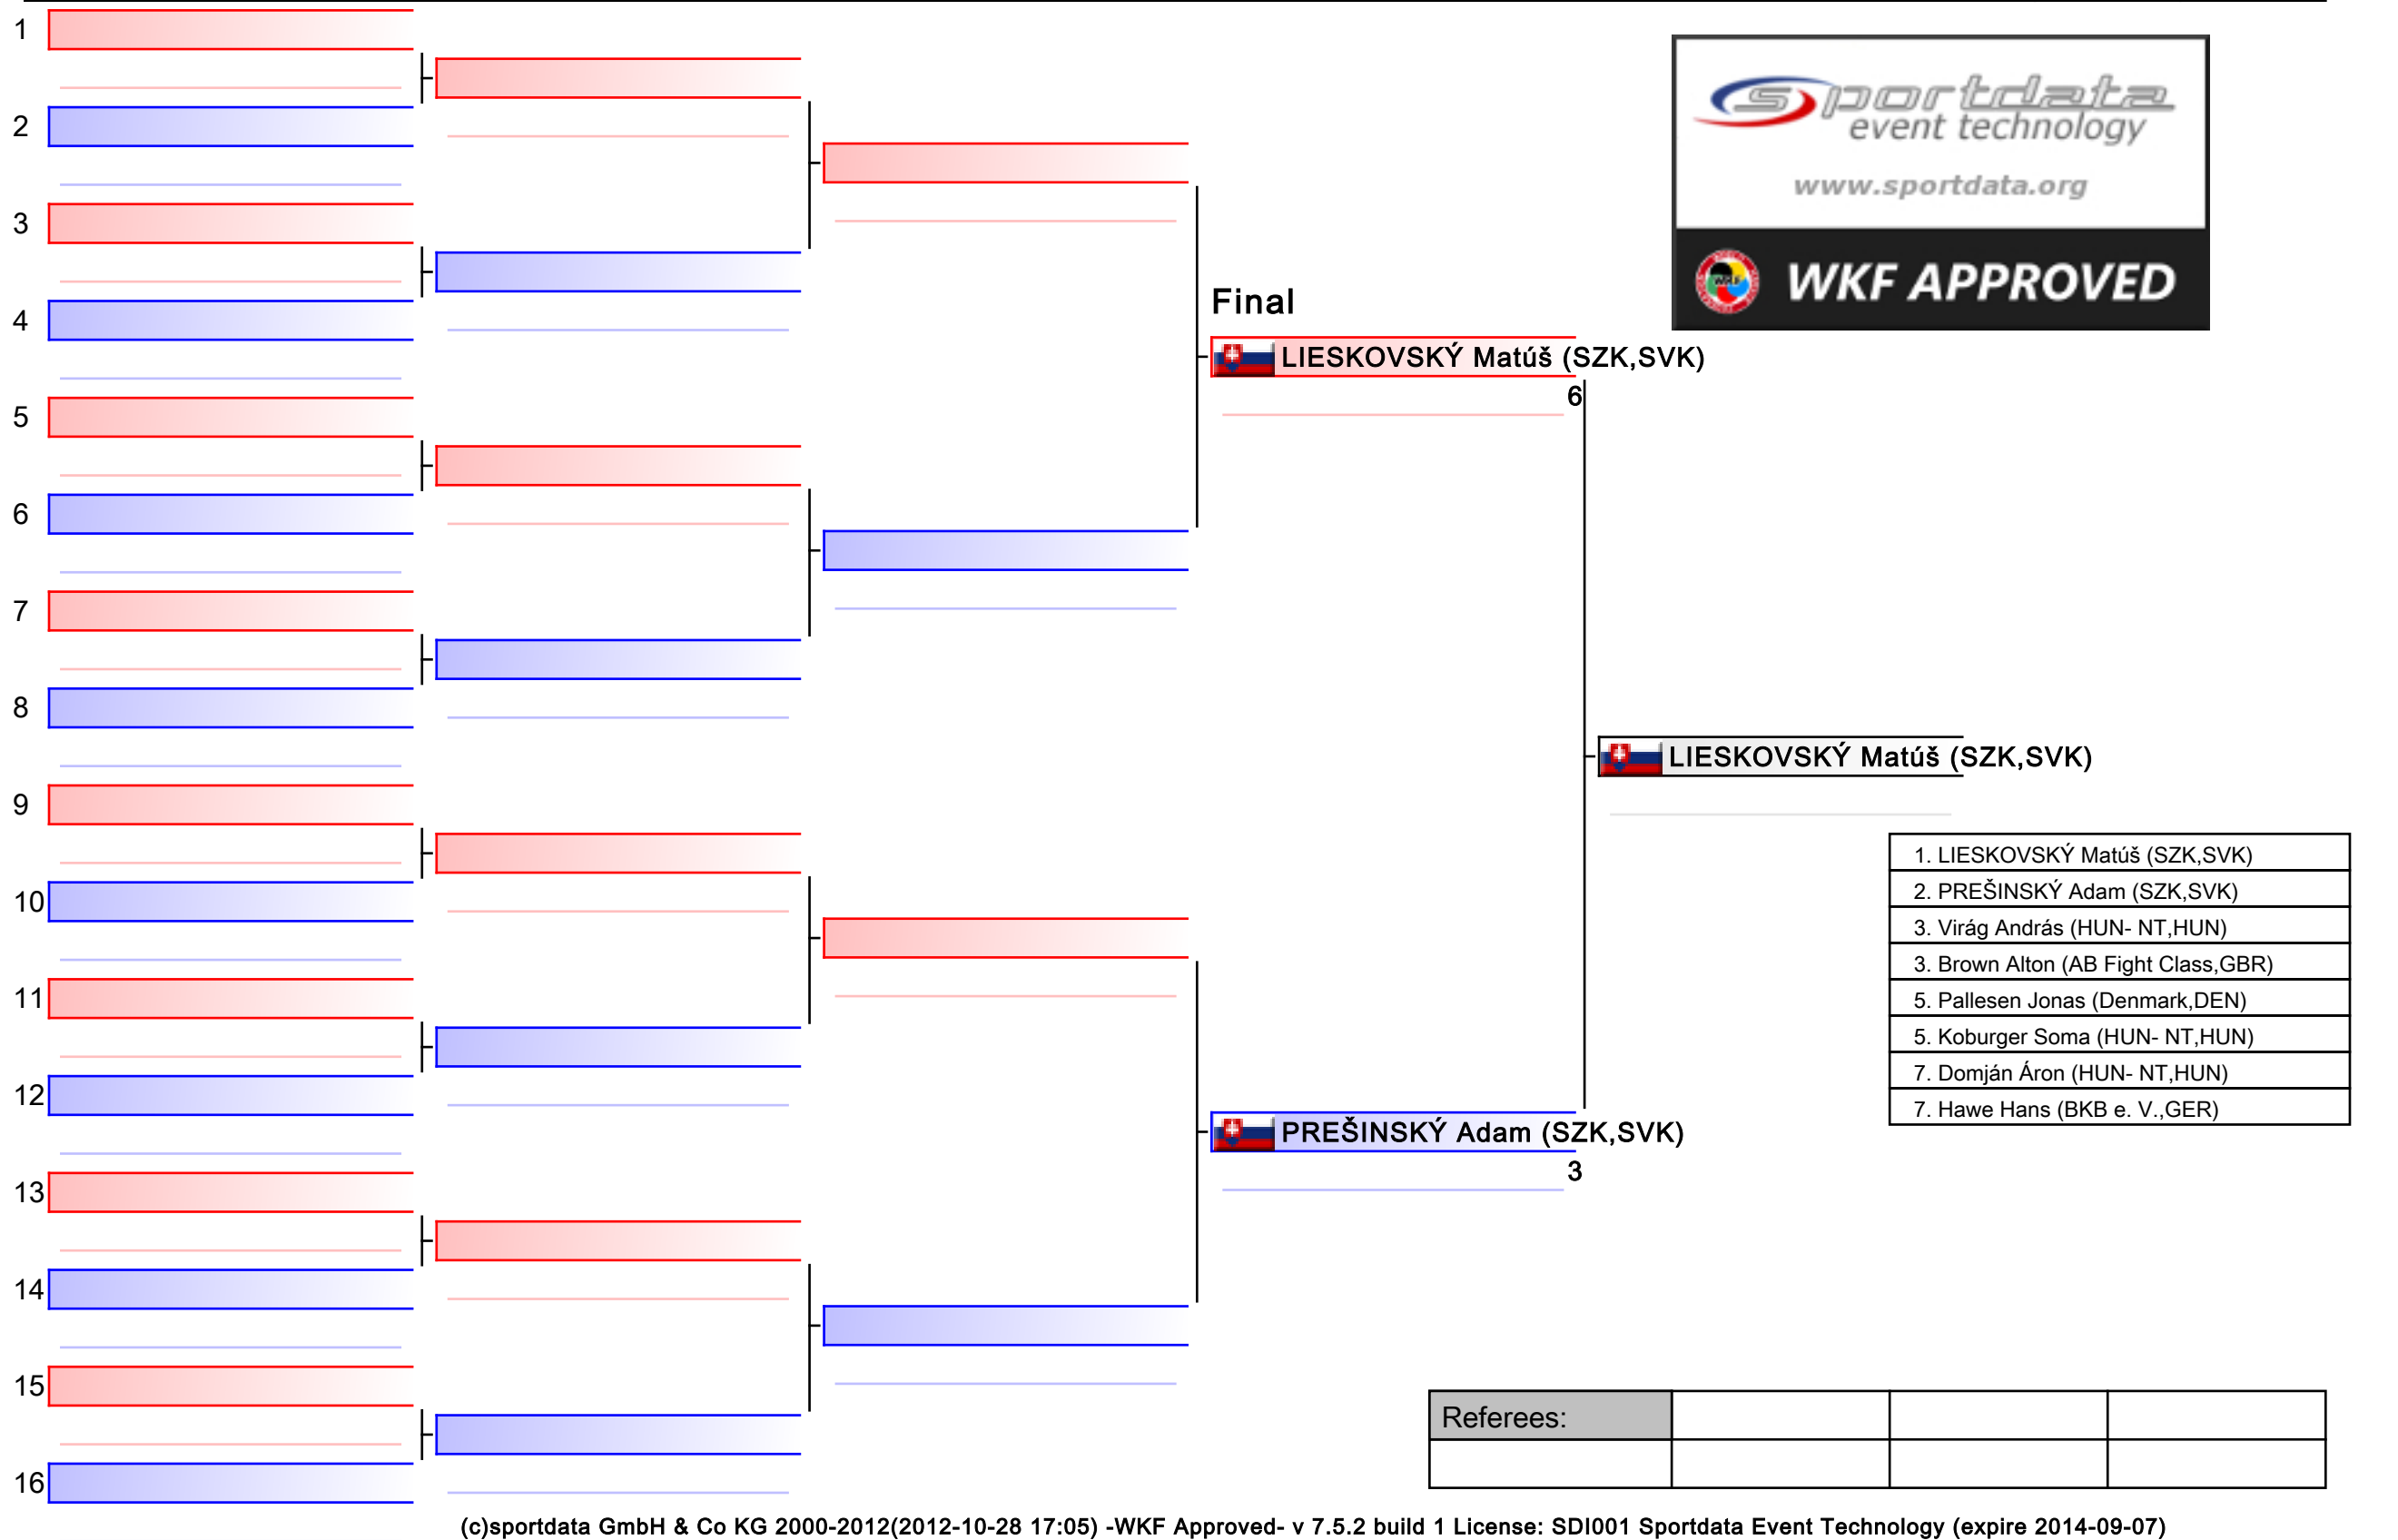 1
2
3
4
5
6
7
8
9
10
11
12
13
14
15
16
sportdata
event technology
www.sportdata.org
WKF
WKF APPROVED
Final
LIESKOVSKÝ Matúš (SZK,SVK)
6
LIESKOVSKÝ Matúš (SZK,SVK)
PREŠINSKÝ Adam (SZK,SVK)
3
1. LIESKOVSKÝ Matúš (SZK,SVK)
2. PREŠINSKÝ Adam (SZK,SVK)
3. Virág András (HUN- NT,HUN)
3. Brown Alton (AB Fight Class,GBR)
5. Pallesen Jonas (Denmark,DEN)
5. Koburger Soma (HUN- NT,HUN)
7. Domján Áron (HUN- NT,HUN)
7. Hawe Hans (BKB e. V.,GER)
Referees:
(c)sportdata GmbH & Co KG 2000-2012(2012-10-28 17:05) -WKF Approved- v 7.5.2 build 1 License: SDI001 Sportdata Event Technology (expire 2014-09-07)